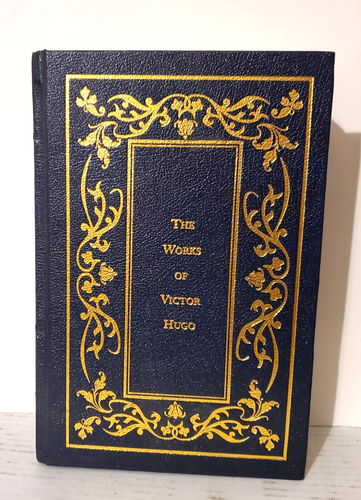 The
Works
of
Victor
Hugo